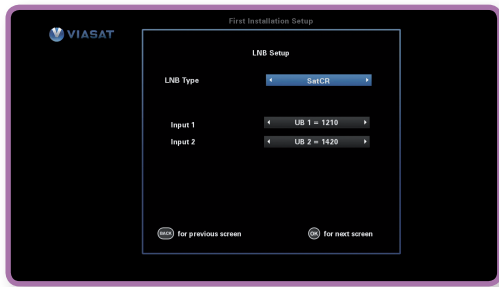 First Installation Setup
VIASAT
LNB Setup
LNB Type SatCR
Input 1 UB 1 = 1210
Input 2 UB 2 = 1420
BACK for previous screen OK for next screen